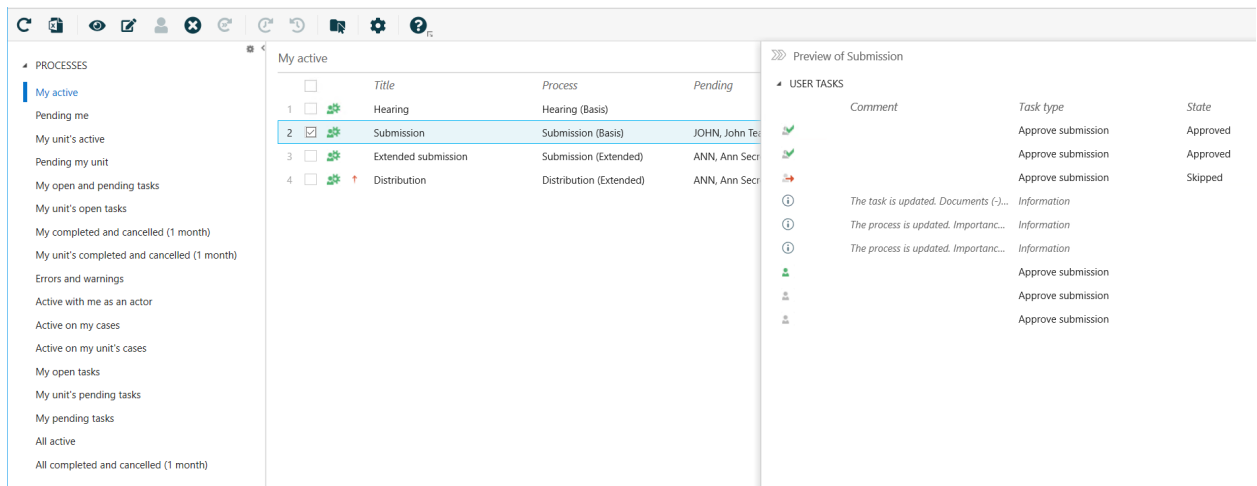 PROCESSES
My active
Pending me
My unit's active
Pending my unit
My open and pending tasks
My unit's open tasks
My completed and cancelled (1 month)
My unit's completed and cancelled (1 month)
Errors and warnings
Active with me as an actor
Active on my cases
Active on my unit's cases
My open tasks
My unit's pending tasks
My pending tasks
All active
All completed and cancelled (1 month)
My active
Title Process Pending
1 Hearing Hearing (Basis)
2 Submission Submission (Basis) JOHN, John Tea
3 Extended submission Submission (Extended) ANN, Ann Secr
4 Distribution Distribution (Extended) ANN, Ann Secr
Preview of Submission
USER TASKS
Comment Task type State
Approve submission Approved
Approve submission Approved
Approve submission Skipped
The task is updated. Documents (-)... Information
The process is updated. Importanc... Information
The process is updated. Importanc... Information
Approve submission
Approve submission
Approve submission